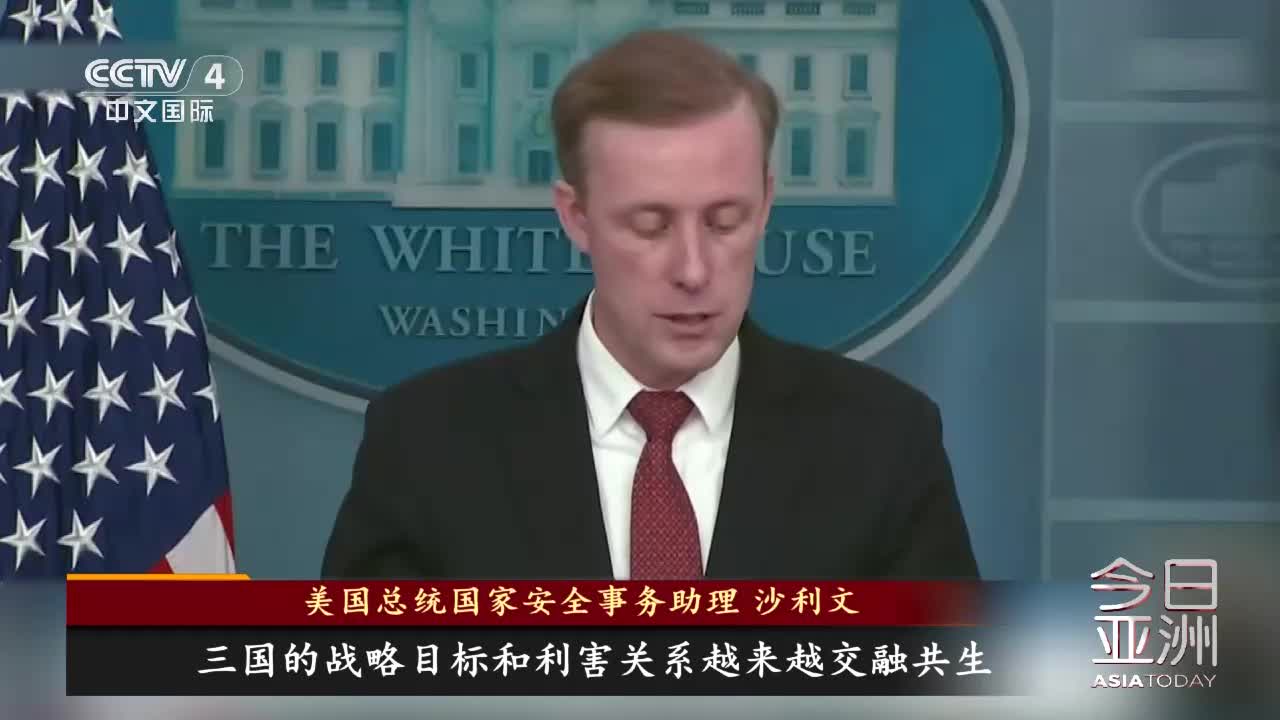 CCTV 4
中文国际
THE WHITE USE
WASHIN
美国总统国家安全事务助理 沙利文
三国的战略目标和利害关系越来越交融共生
今日
亚洲
ASIA TODAY